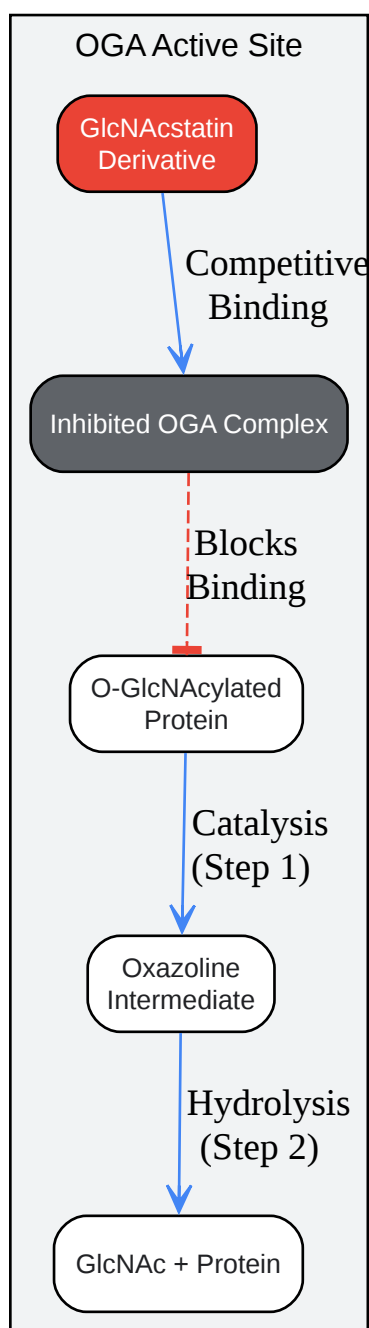 OGA Active Site
GlcNAcstatin
Derivative
Competitive
Binding
Inhibited OGA Complex
Blocks
Binding
O-GlcNAcylated
Protein
Catalysis
(Step 1)
Oxazoline
Intermediate
Hydrolysis
(Step 2)
GlcNAc + Protein